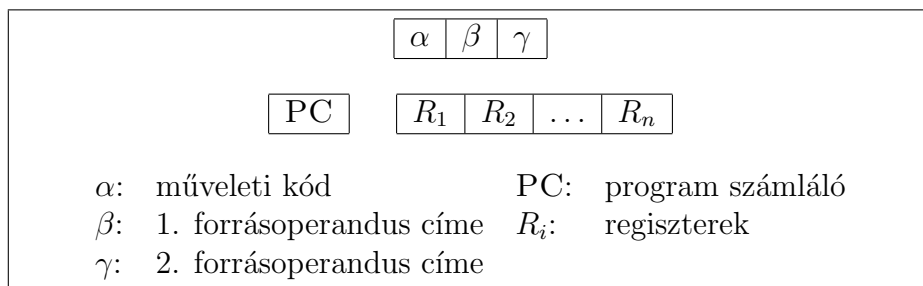 α β γ
PC R₁ R₂ ... Rₙ
α: műveleti kód PC: program számláló
β: 1. forrásoperandus címe Rᵢ: regiszterek
γ: 2. forrásoperandus címe